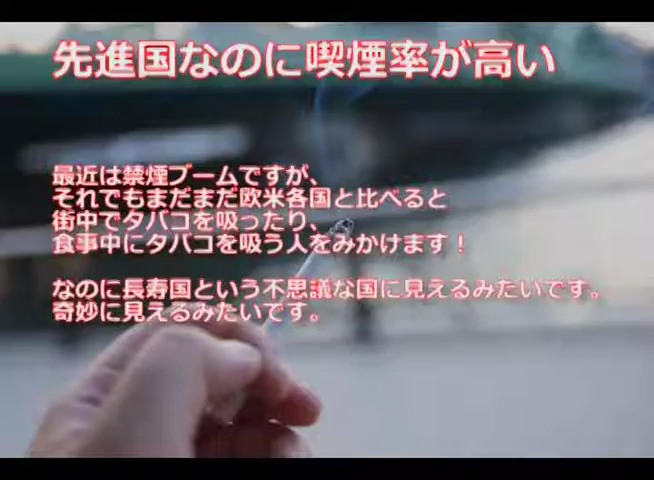 先進国なのに喫煙率が高い
最近は禁煙ブームですが、
それでもまだまだ欧米各国と比べると
街中でタバコを吸ったり、
食事中にタバコを吸う人をみかけます！
なのに長寿国という不思議な国に見えるみたいです。
奇妙に見えるみたいです。